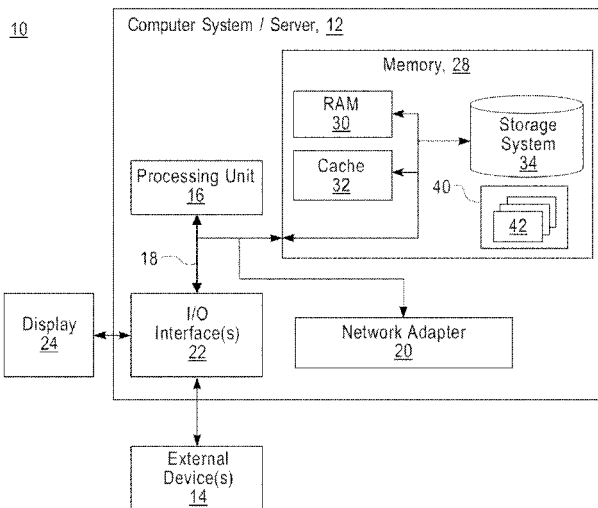 10
Computer System / Server, 12
Memory, 28
RAM
30
Cache
32
Storage
System
34
40
42
Processing Unit
16
18
I/O
Interface(s)
22
Display
24
Network Adapter
20
External
Device(s)
14